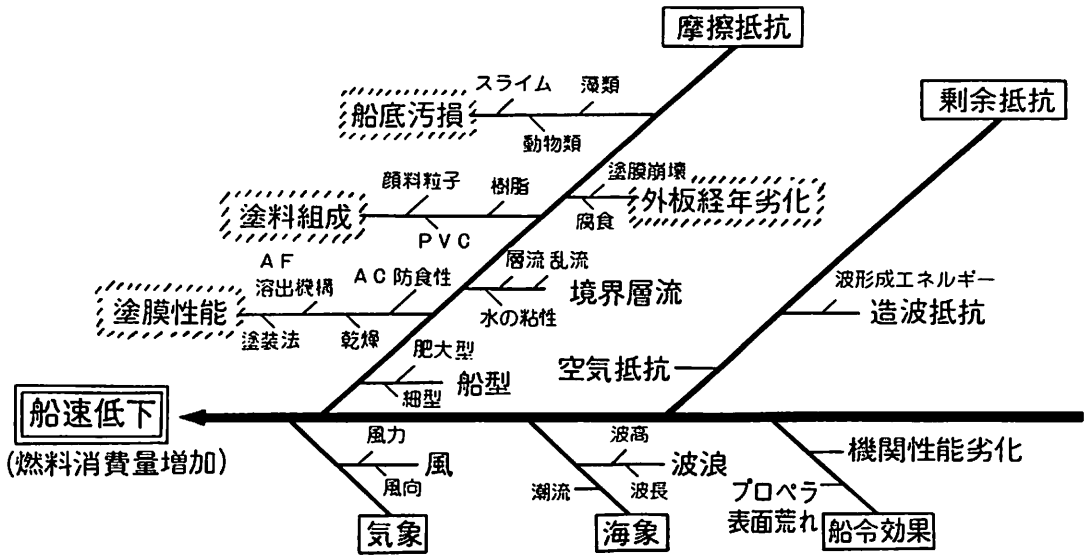 摩擦抵抗
剰余抵抗
スライム
藻類
船底汚損
動物類
顔料粒子
樹脂
塗料組成
PVC
塗膜崩壊
外板経年劣化
腐食
AF
溶出機構
AC防食性
塗膜性能
塗装法
乾燥
層流 乱流
境界層流
水の粘性
肥大型
船型
細型
波形成エネルギー
造波抵抗
空気抵抗
船速低下
(燃料消費量増加)
風力
風
風向
気象
波高
波浪
波長
潮流
海象
機関性能劣化
プロペラ
表面荒れ
船令効果